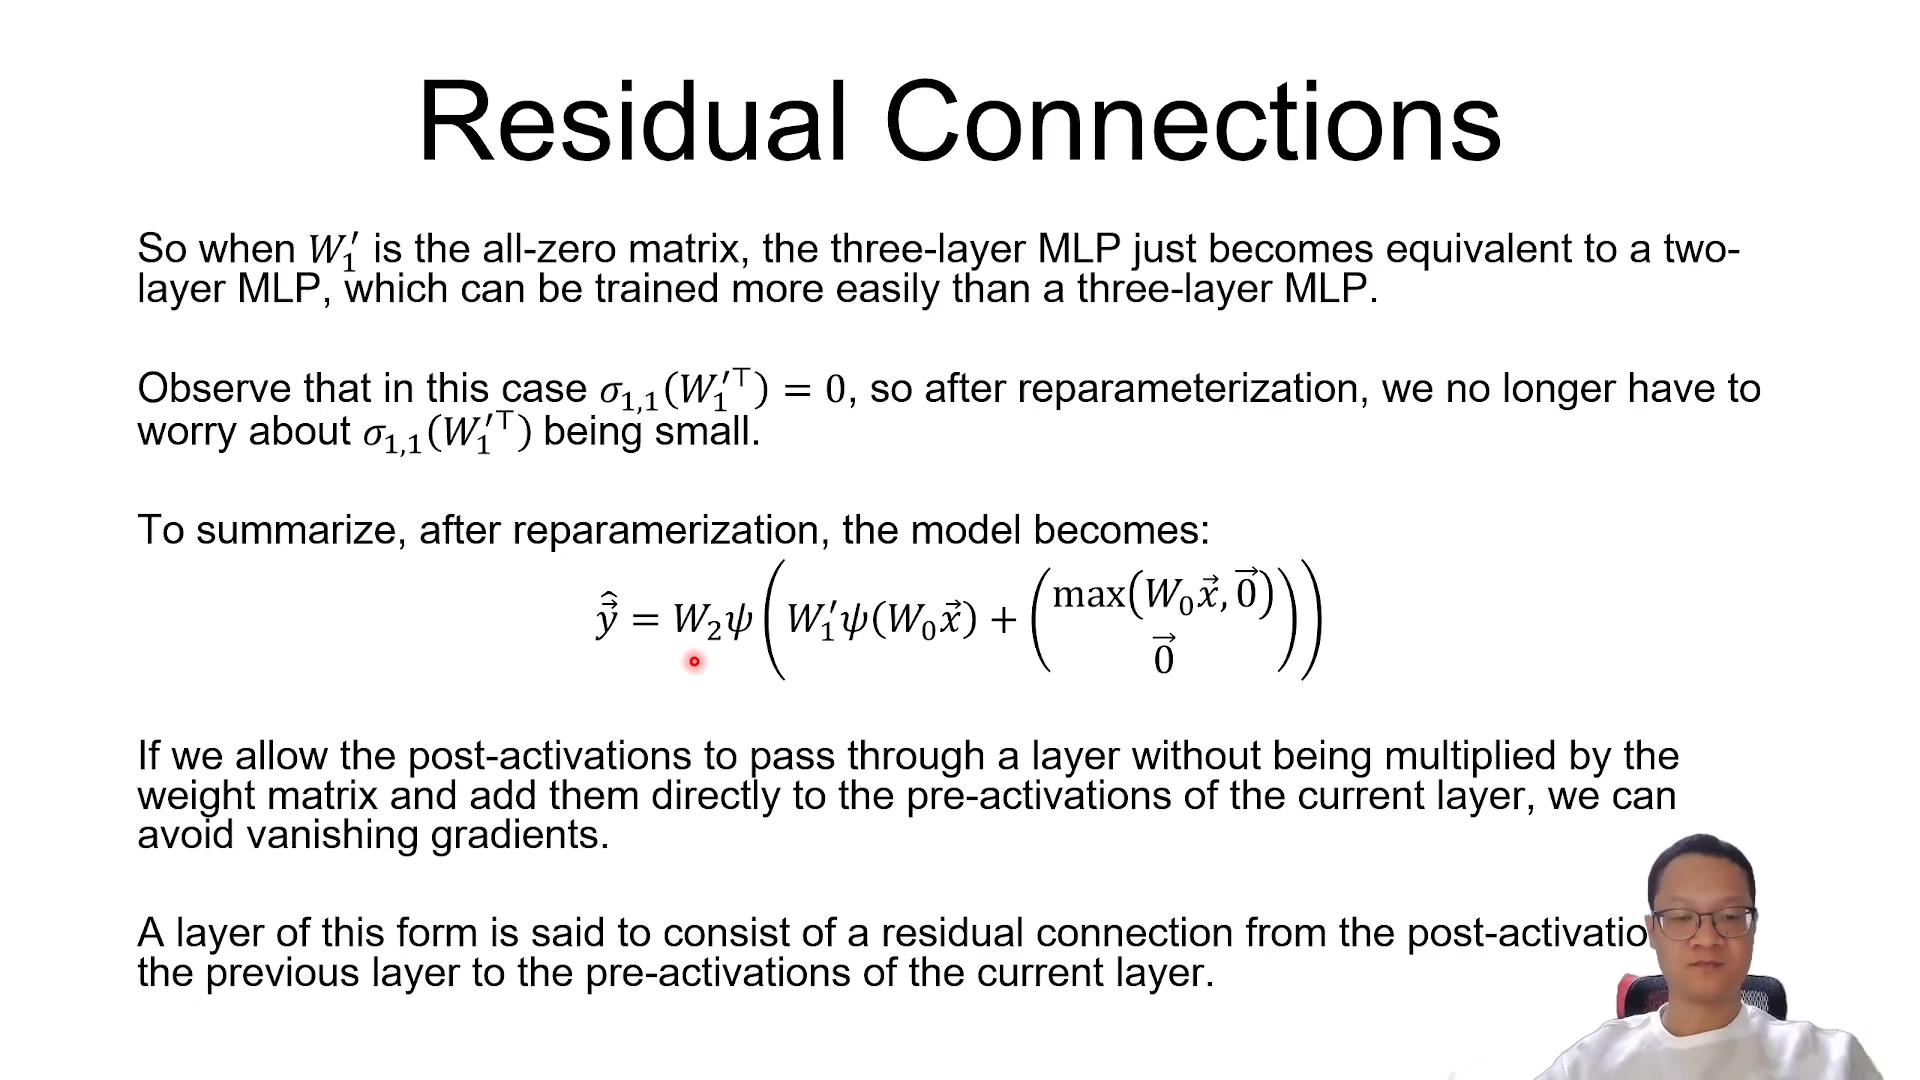 Residual Connections
So when 𝑊₁′ is the all-zero matrix, the three-layer MLP just becomes equivalent to a two-
layer MLP, which can be trained more easily than a three-layer MLP.
Observe that in this case σ₁,₁(𝑊₁′ᵀ) = 0, so after reparameterization, we no longer have to
worry about σ₁,₁(𝑊₁′ᵀ) being small.
To summarize, after reparamerization, the model becomes:
ŷ⃗ = 𝑊₂ψ(𝑊₁′ψ(𝑊₀x⃗) + (max(𝑊₀x⃗, 0⃗)
0⃗))
If we allow the post-activations to pass through a layer without being multiplied by the
weight matrix and add them directly to the pre-activations of the current layer, we can
avoid vanishing gradients.
A layer of this form is said to consist of a residual connection from the
the previous layer to the pre-activations of the current layer.